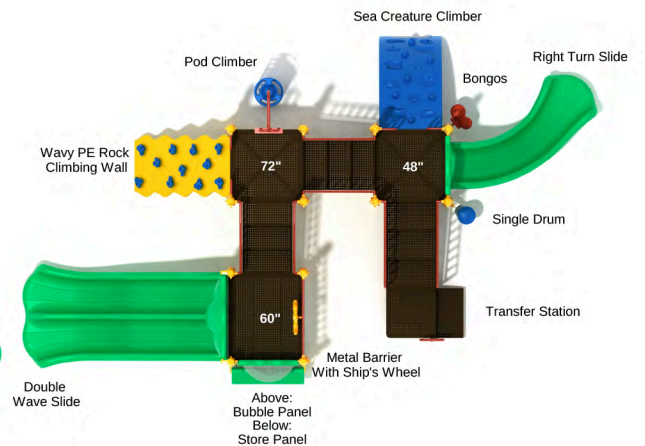 Sea Creature Climber
Pod Climber
Right Turn Slide
Bongos
Wavy PE Rock
Climbing Wall
72"
48"
Single Drum
60"
Transfer Station
Metal Barrier
With Ship's Wheel
Double
Wave Slide
Above:
Bubble Panel
Below:
Store Panel